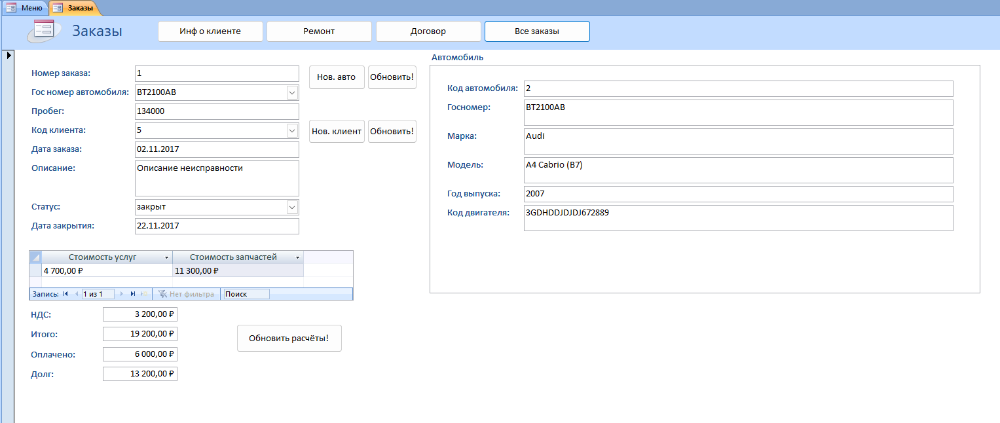 Меню Заказы
Заказы Инф о клиенте Ремонт Договор Все заказы
Номер заказа: 1
Гос номер автомобиля: BT2100AB
Пробег: 134000
Код клиента: 5
Дата заказа: 02.11.2017
Описание: Описание неисправности
Статус: закрыт
Дата закрытия: 22.11.2017
Нов. авто Обновить!
Нов. клиент Обновить!
Автомобиль
Код автомобиля: 2
Госномер: BT2100AB
Марка: Audi
Модель: A4 Cabrio (B7)
Год выпуска: 2007
Код двигателя: 3GDHDDJDJDJ672889
Стоимость услуг Стоимость запчастей
4 700,00 ₽ 11 300,00 ₽
Запись: 1 из 1 Нет фильтра Поиск
НДС: 3 200,00 ₽
Итого: 19 200,00 ₽
Оплачено: 6 000,00 ₽
Долг: 13 200,00 ₽
Обновить расчёты!